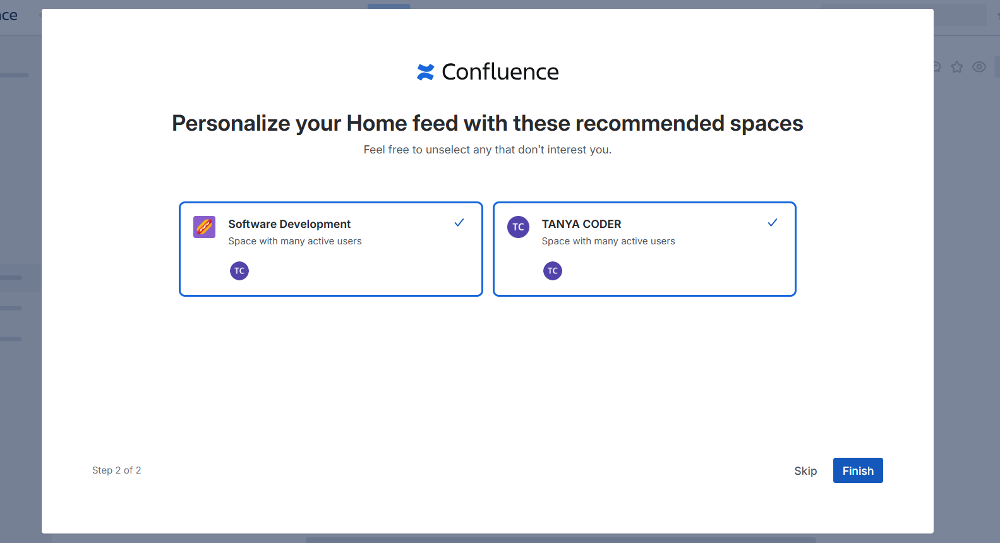 Confluence
Personalize your Home feed with these recommended spaces
Feel free to unselect any that don't interest you.
Software Development
Space with many active users
TC
TC
TANYA CODER
Space with many active users
TC
Step 2 of 2
Skip
Finish